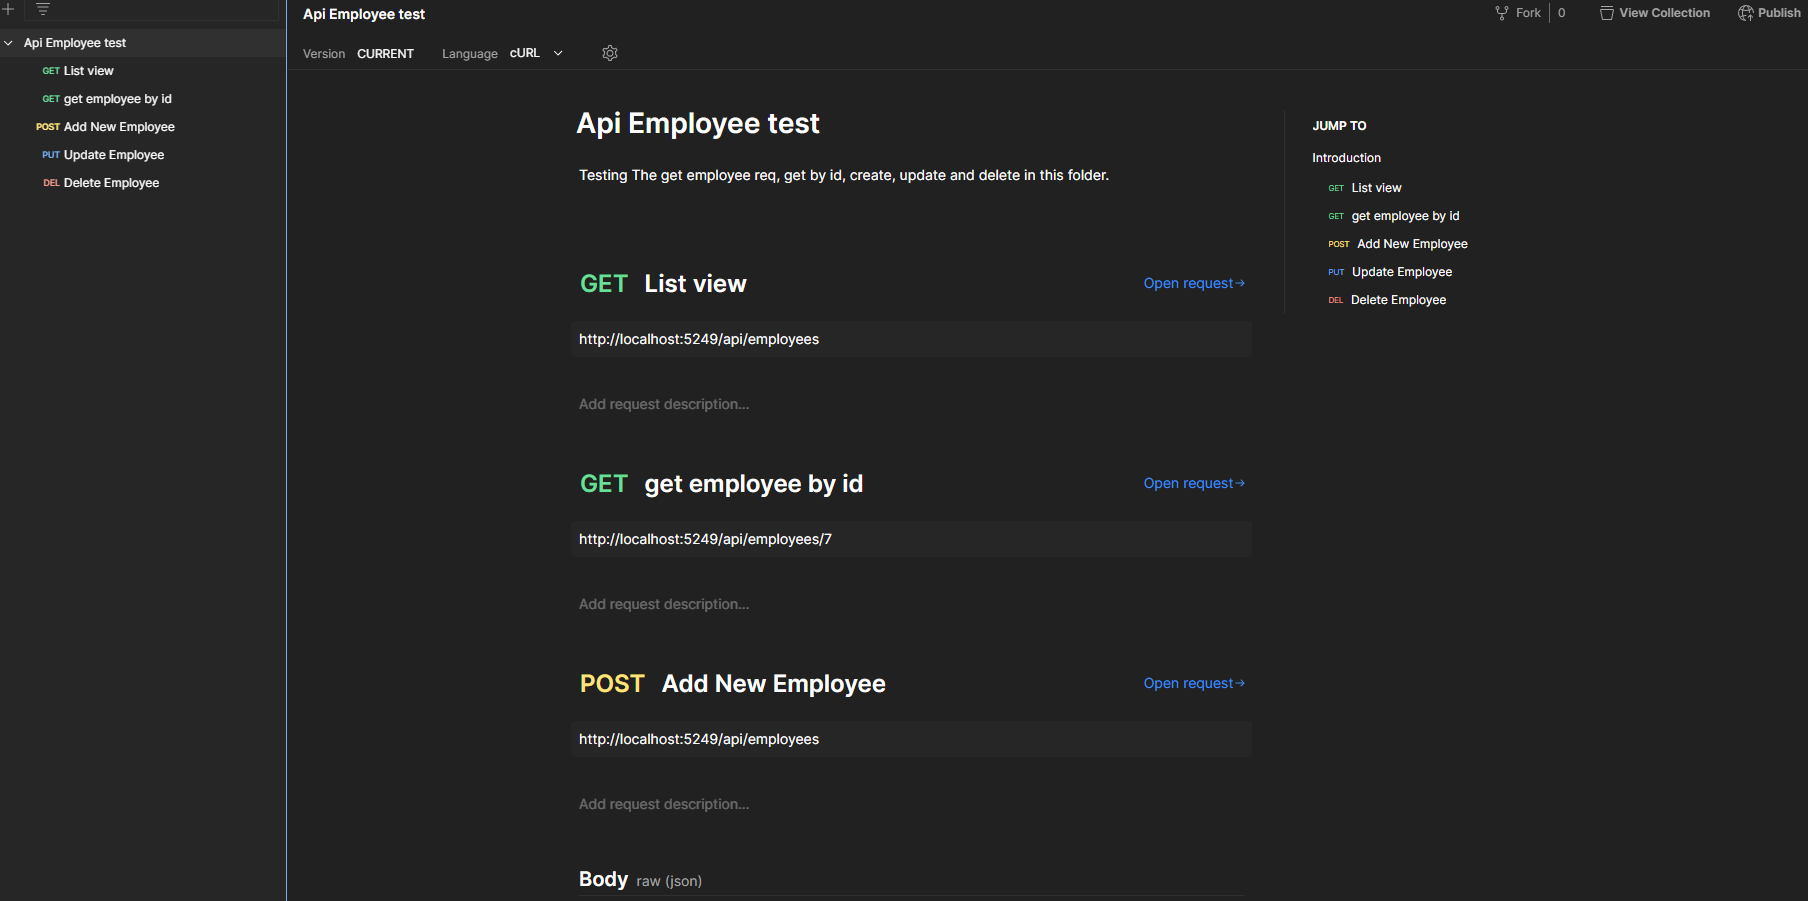 Api Employee test
GET List view
GET get employee by id
POST Add New Employee
PUT Update Employee
DEL Delete Employee
Api Employee test
Fork 0
View Collection
Publish
Version CURRENT Language cURL
Api Employee test
Testing The get employee req, get by id, create, update and delete in this folder.
GET List view
Open request→
http://localhost:5249/api/employees
Add request description...
GET get employee by id
Open request→
http://localhost:5249/api/employees/7
Add request description...
POST Add New Employee
Open request→
http://localhost:5249/api/employees
Add request description...
Body raw (json)
JUMP TO
Introduction
GET List view
GET get employee by id
POST Add New Employee
PUT Update Employee
DEL Delete Employee